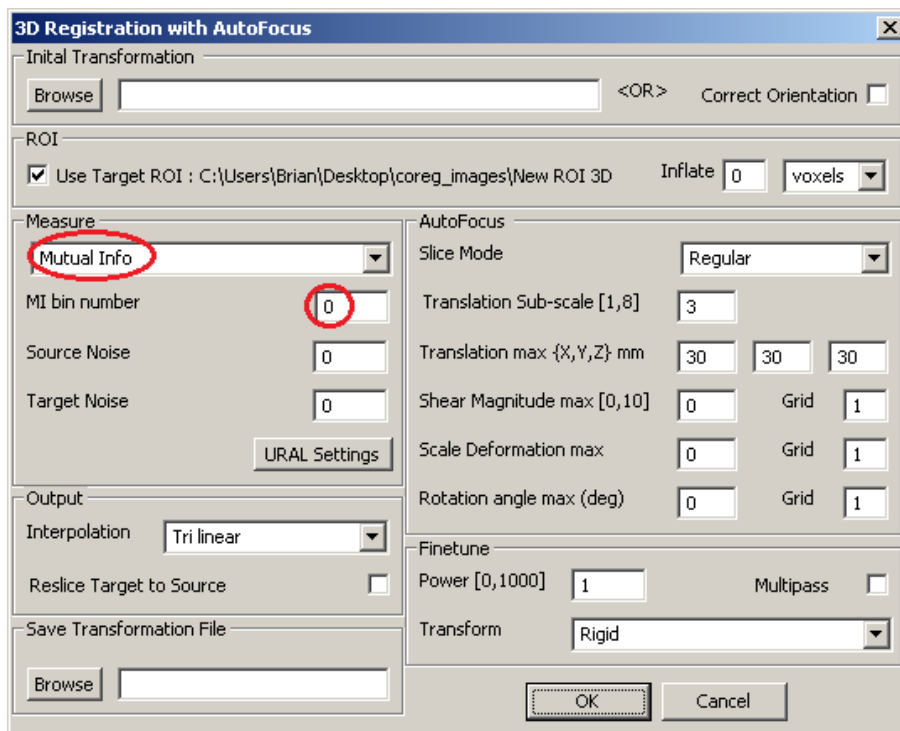 3D Registration with AutoFocus
Inital Transformation
Browse <OR> Correct Orientation
ROI
Use Target ROI : C:\Users\Brian\Desktop\coreg_images\New ROI 3D Inflate 0 voxels
Measure
Mutual Info
MI bin number 0
Source Noise 0
Target Noise 0
URAL Settings
AutoFocus
Slice Mode Regular
Translation Sub-scale [1,8] 3
Translation max {X,Y,Z} mm 30 30 30
Shear Magnitude max [0,10] 0 Grid 1
Scale Deformation max 0 Grid 1
Rotation angle max (deg) 0 Grid 1
Output
Interpolation Tri linear
Reslice Target to Source
Finetune
Power [0,1000] 1 Multipass
Transform Rigid
Save Transformation File
Browse
OK Cancel